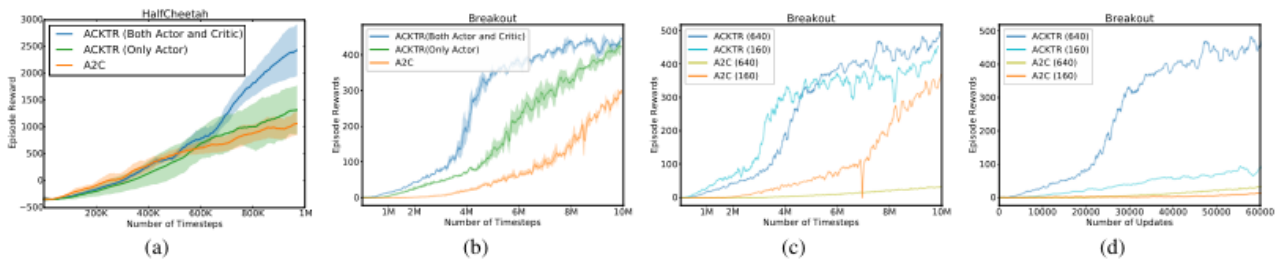 HalfCheetah
3000
2500
2000
1500
1000
500
0
−500
Episode Reward
ACKTR (Both Actor and Critic)
ACKTR (Only Actor)
A2C
200K 400K 600K 800K 1M
Number of Timesteps
(a)
Breakout
400
300
200
100
0
Episode Rewards
ACKTR(Both Actor and Critic)
ACKTR(Only Actor)
A2C
1M 2M 4M 6M 8M 10M
Number of Timesteps
(b)
Breakout
500
400
300
200
100
0
Episode Rewards
ACKTR (640)
ACKTR (160)
A2C (640)
A2C (160)
1M 2M 4M 6M 8M 10M
Number of Timesteps
(c)
Breakout
500
400
300
200
100
0
Episode Rewards
ACKTR (640)
ACKTR (160)
A2C (640)
A2C (160)
0 10000 20000 30000 40000 50000 60000
Number of Updates
(d)